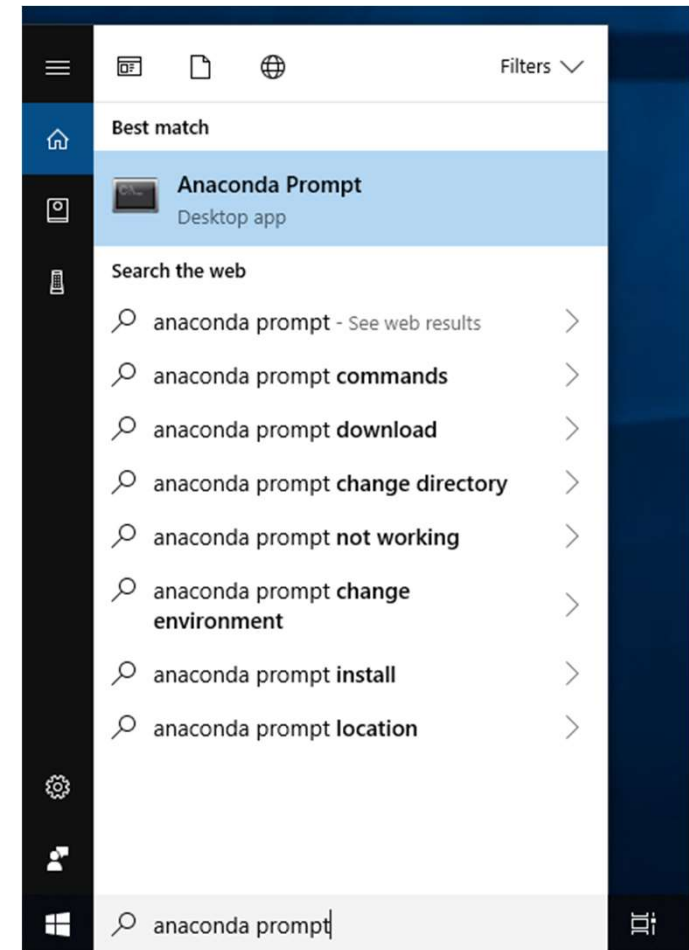 Filters
Best match
Anaconda Prompt
Desktop app
Search the web
anaconda prompt - See web results
anaconda prompt commands
anaconda prompt download
anaconda prompt change directory
anaconda prompt not working
anaconda prompt change
environment
anaconda prompt install
anaconda prompt location
anaconda prompt